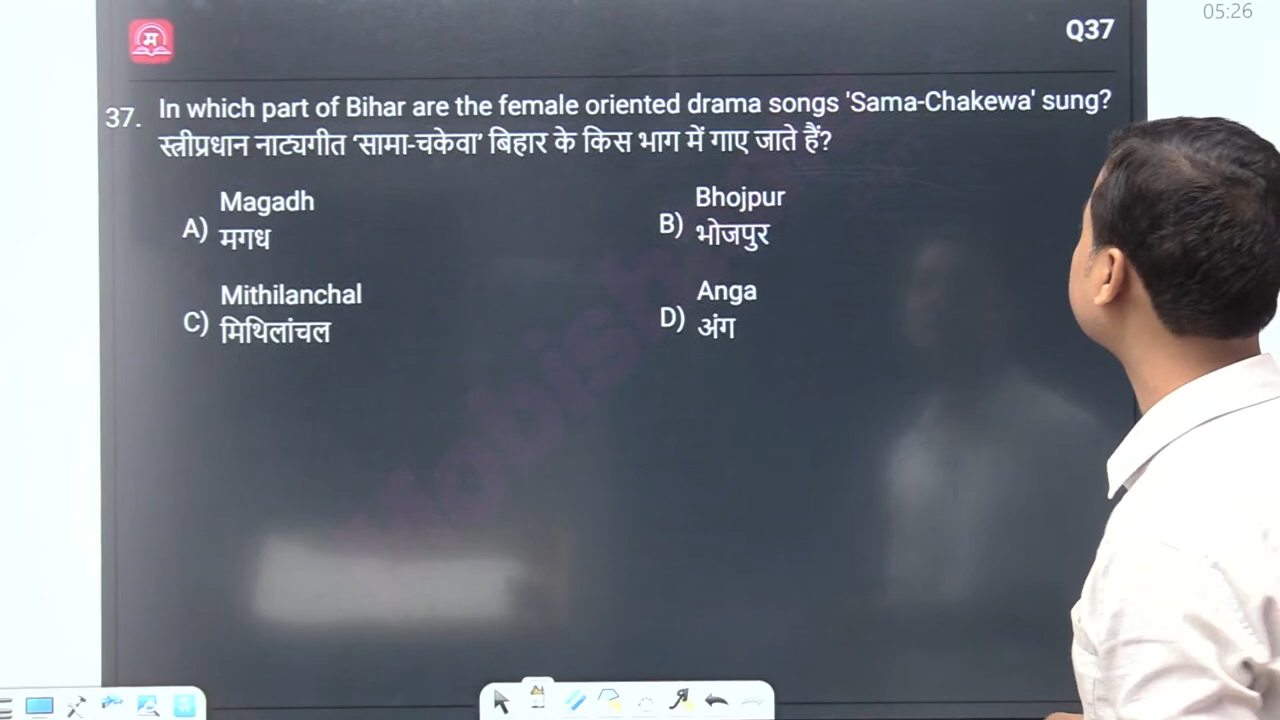 05:26
म
Q37
37. In which part of Bihar are the female oriented drama songs 'Sama-Chakewa' sung?
स्त्रीप्रधान नाट्यगीत ‘सामा-चकेवा’ बिहार के किस भाग में गाए जाते हैं?
A) Magadh
मगध
B) Bhojpur
भोजपुर
C) Mithilanchal
मिथिलांचल
D) Anga
अंग